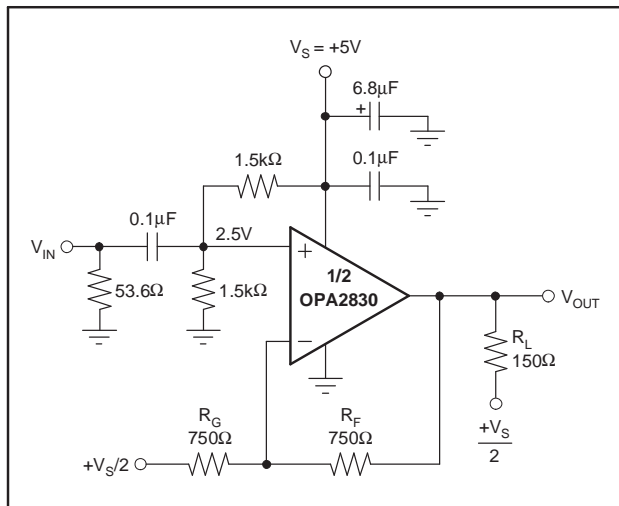 V_S = +5V
6.8μF
+
1.5kΩ
0.1μF
0.1μF
V_IN
2.5V
+
1/2
OPA2830
53.6Ω
1.5kΩ
−
V_OUT
R_L
150Ω
R_G
750Ω
R_F
750Ω
+V_S/2
+V_S
2